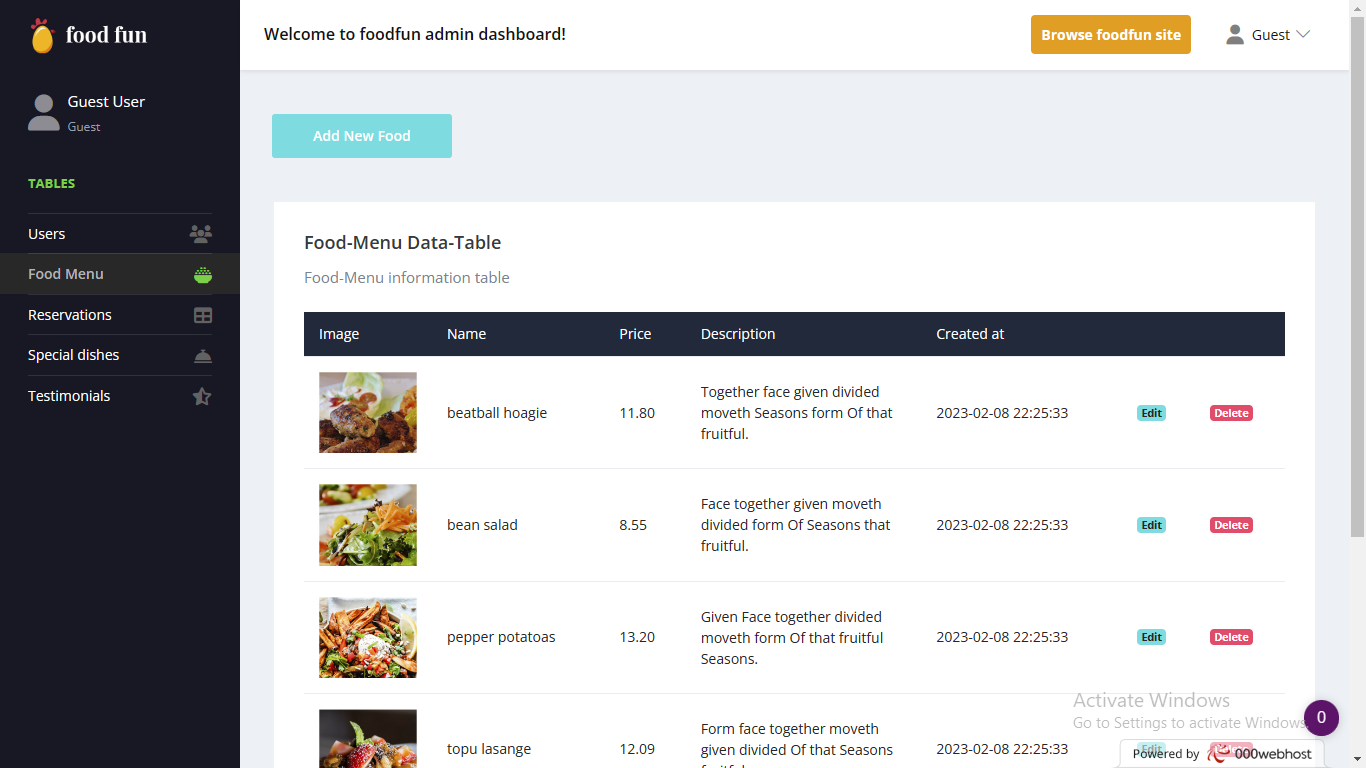 food fun
Welcome to foodfun admin dashboard!
Browse foodfun site
Guest
Guest User
Guest
TABLES
Users
Food Menu
Reservations
Special dishes
Testimonials
Add New Food
Food-Menu Data-Table
Food-Menu information table
Image Name Price Description Created at
beatball hoagie 11.80 Together face given divided
moveth Seasons form Of that
fruitful.
2023-02-08 22:25:33 Edit Delete
bean salad 8.55 Face together given moveth
divided form Of Seasons that
fruitful.
2023-02-08 22:25:33 Edit Delete
pepper potatoas 13.20 Given Face together divided
moveth form Of that fruitful
Seasons.
2023-02-08 22:25:33 Edit Delete
topu lasange 12.09 Form face together moveth
given divided Of that Seasons
2023-02-08 22:25:33 Edit
Activate Windows
Go to Settings to activate Windows.
0
Powered by 000webhost